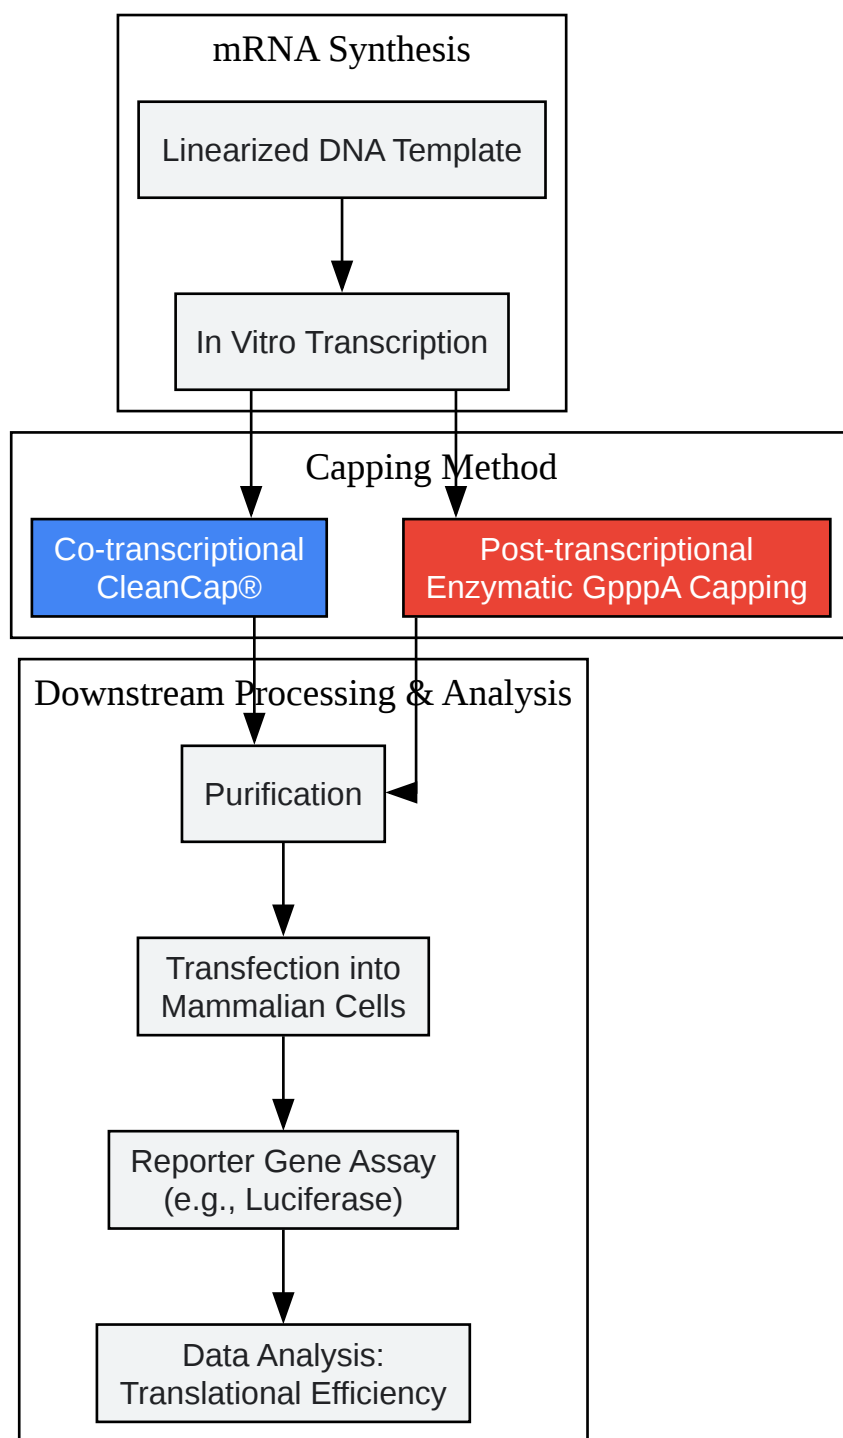 mRNA Synthesis
Linearized DNA Template
In Vitro Transcription
Capping Method
Co-transcriptional
CleanCap®
Post-transcriptional
Enzymatic GpppA Capping
Downstream Processing & Analysis
Purification
Transfection into
Mammalian Cells
Reporter Gene Assay
(e.g., Luciferase)
Data Analysis:
Translational Efficiency